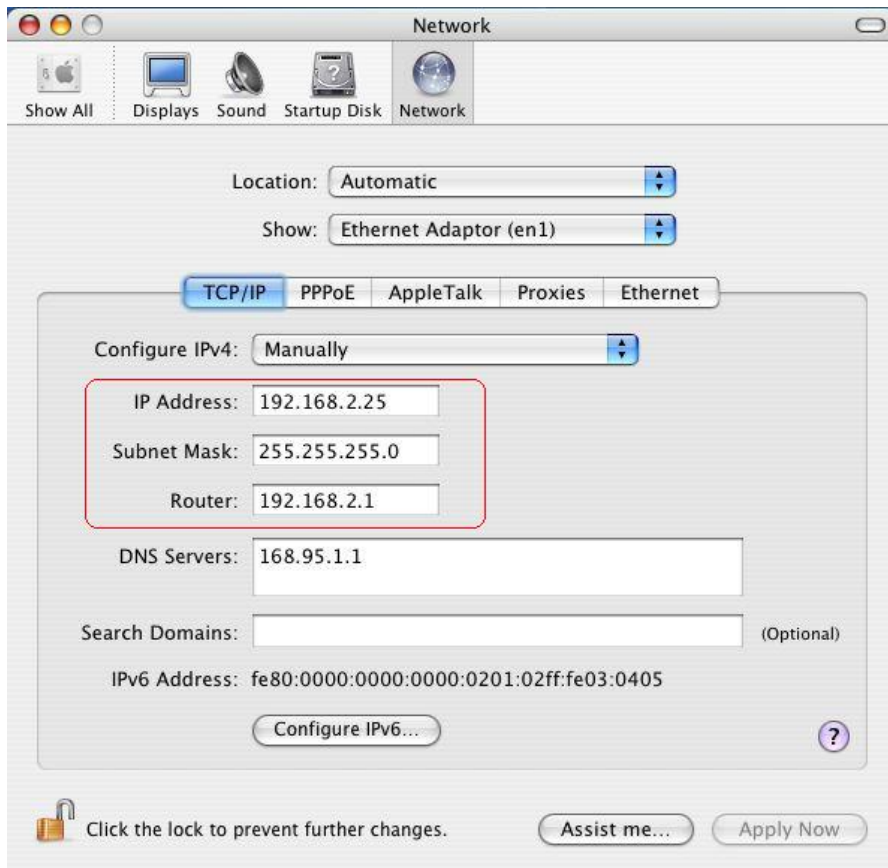 Network
Show All Displays Sound Startup Disk Network
Location: Automatic
Show: Ethernet Adaptor (en1)
TCP/IP PPPoE AppleTalk Proxies Ethernet
Configure IPv4: Manually
IP Address: 192.168.2.25
Subnet Mask: 255.255.255.0
Router: 192.168.2.1
DNS Servers: 168.95.1.1
Search Domains: (Optional)
IPv6 Address: fe80:0000:0000:0000:0201:02ff:fe03:0405
Configure IPv6...
?
Click the lock to prevent further changes. Assist me... Apply Now